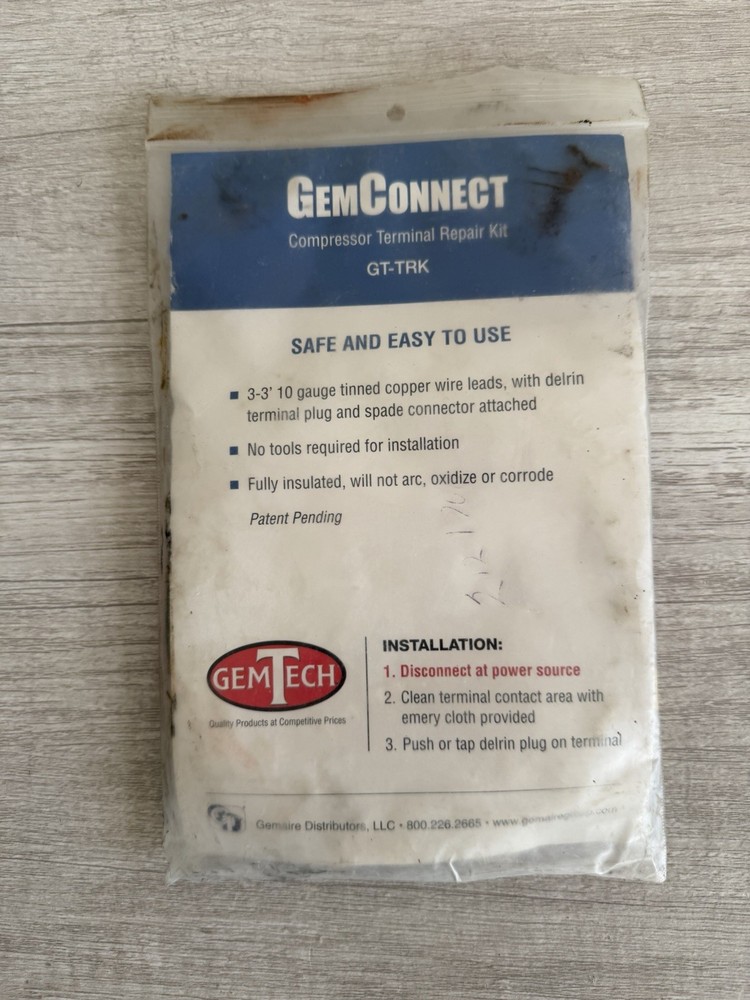 GEMCONNECT
Compressor Terminal Repair Kit
GT-TRK
SAFE AND EASY TO USE
▪ 3-3' 10 gauge tinned copper wire leads, with delrin
terminal plug and spade connector attached
▪ No tools required for installation
▪ Fully insulated, will not arc, oxidize or corrode
Patent Pending
GEMTECH
Quality Products at Competitive Prices
INSTALLATION:
1. Disconnect at power source
2. Clean terminal contact area with
emery cloth provided
3. Push or tap delrin plug on terminal
Gemaire Distributors, LLC • 800.226.2665 •